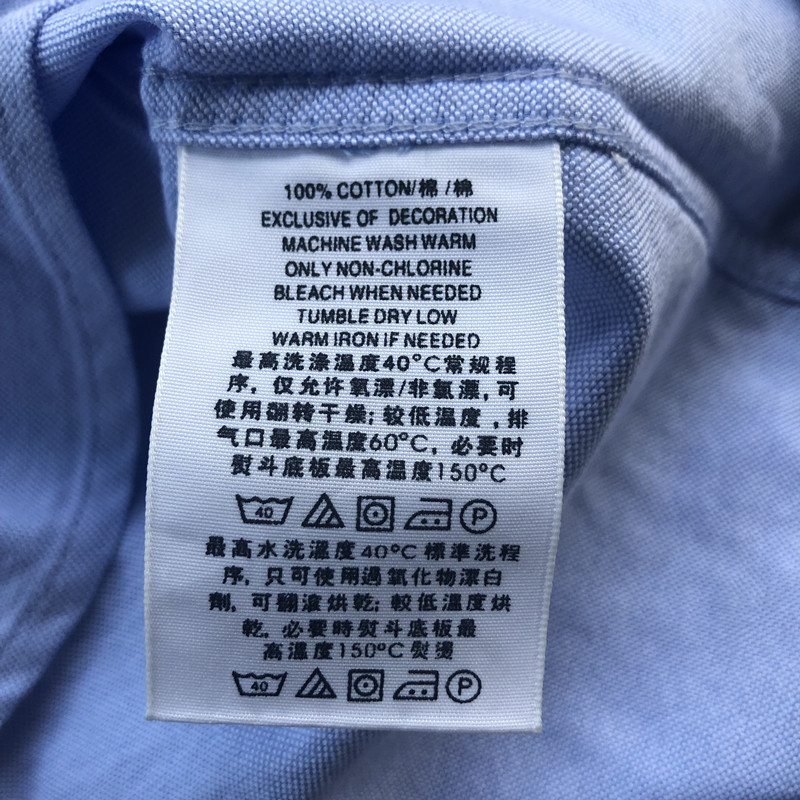 100% COTTON/棉/棉
EXCLUSIVE OF DECORATION
MACHINE WASH WARM
ONLY NON-CHLORINE
BLEACH WHEN NEEDED
TUMBLE DRY LOW
WARM IRON IF NEEDED
最高洗涤温度40°C常规程
序，仅允许氧漂/非氯漂，可
使用翻转干燥；较低温度，排
气口最高温度60°C，必要时
熨斗底板最高温度150°C
40 P
最高水洗溫度40°C標準洗程
序，只可使用過氧化物漂白
劑，可翻滾烘乾；較低溫度烘
乾，必要時熨斗底板最
高溫度150°C熨燙
40 P